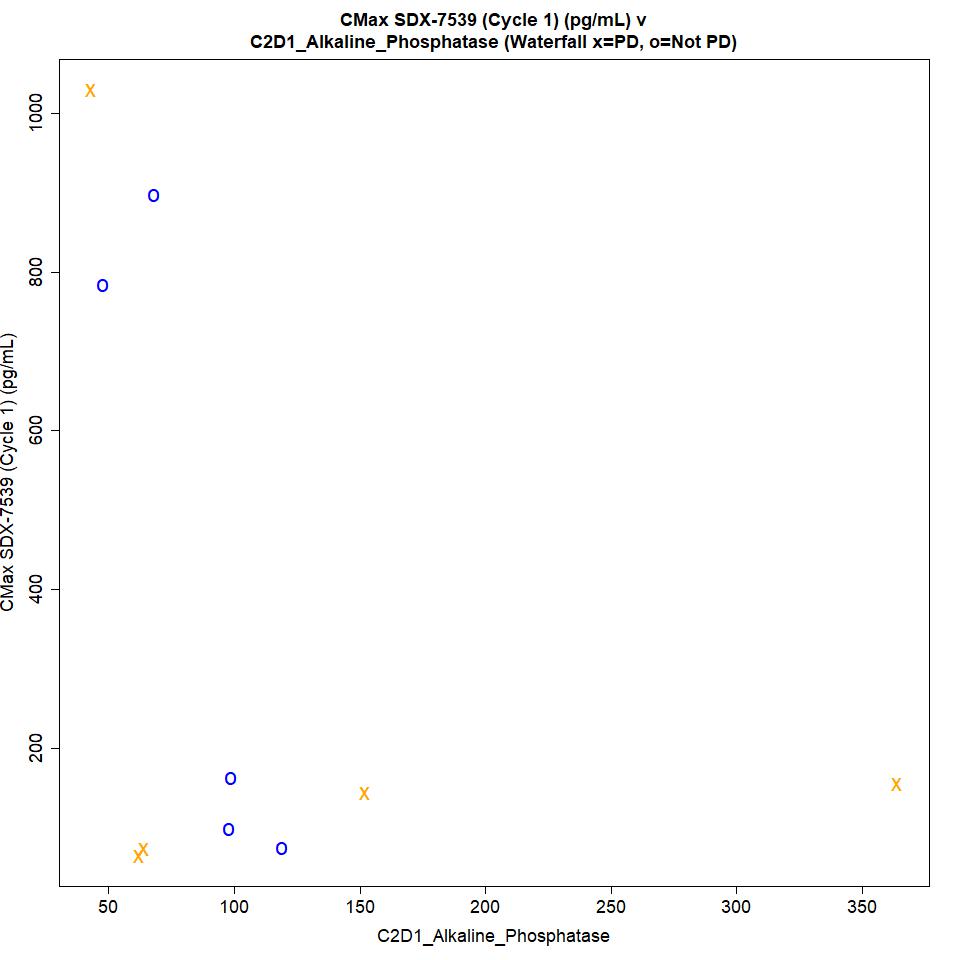 CMax SDX-7539 (Cycle 1) (pg/mL) v
C2D1_Alkaline_Phosphatase (Waterfall x=PD, o=Not PD)
CMax SDX-7539 (Cycle 1) (pg/mL)
1000
800
600
400
200
X
O
O
O
X
X
O
X
X
O
50
100
150
200
250
300
350
C2D1_Alkaline_Phosphatase